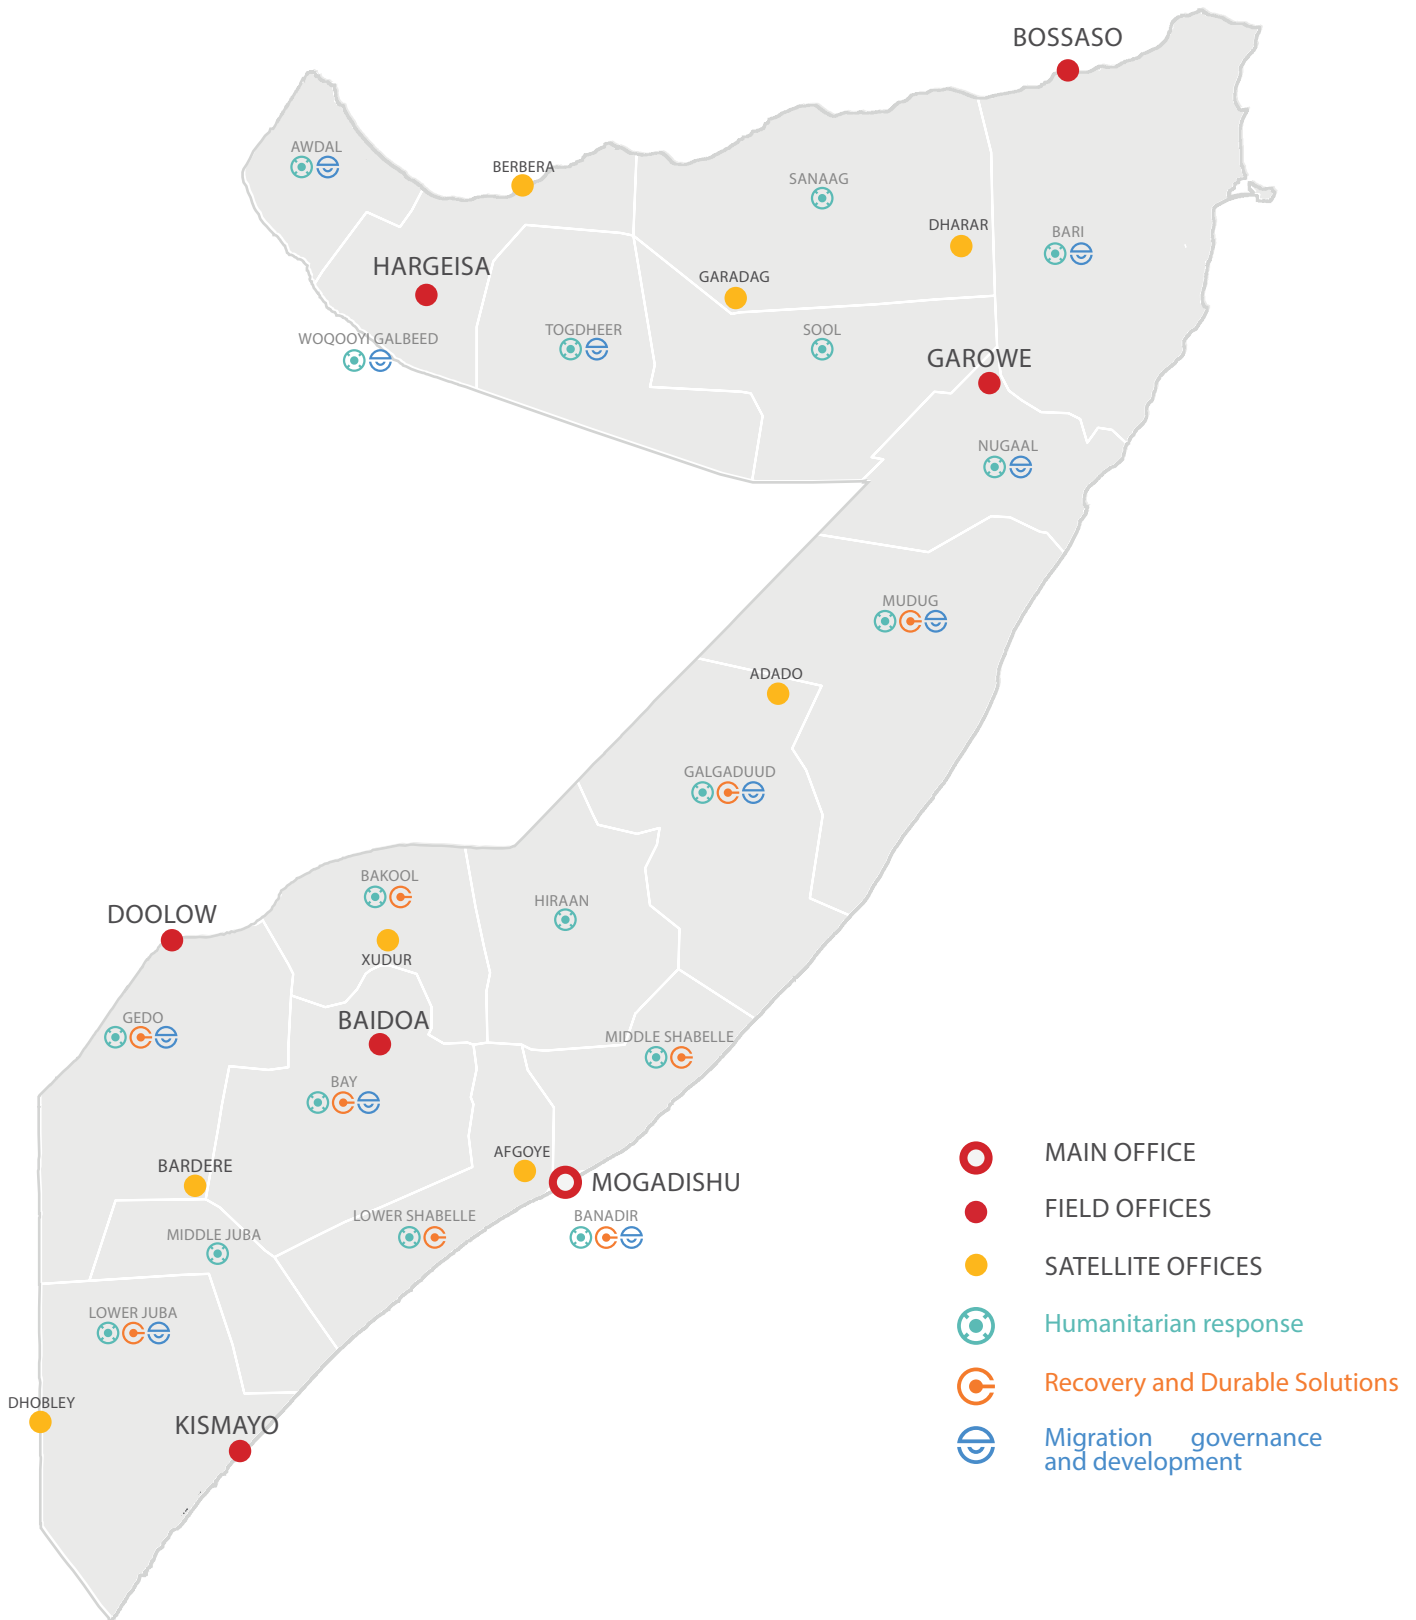 BOSSASO
AWDAL
BERBERA
SANAAG
DHARAR
BARI
HARGEISA
GARADAG
WOQOOYI GALBEED
TOGDHEER
SOOL
GAROWE
NUGAAL
MUDUG
ADADO
GALGADUUD
BAKOOL
HIRAAN
DOOLOW
XUDUR
GEDO
BAIDOA
MIDDLE SHABELLE
BAY
AFGOYE
BARDERE
MOGADISHU
LOWER SHABELLE
BANADIR
MIDDLE JUBA
LOWER JUBA
DHOBLEY
KISMAYO
MAIN OFFICE
FIELD OFFICES
SATELLITE OFFICES
Humanitarian response
Recovery and Durable Solutions
Migration governance
and development